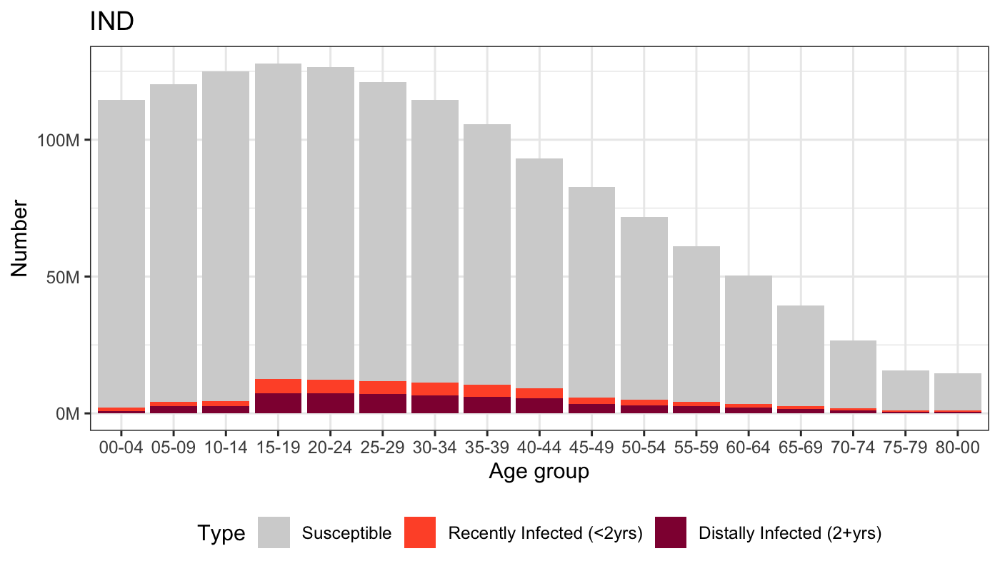 IND
Number
100M
50M
0M
00-04 05-09 10-14 15-19 20-24 25-29 30-34 35-39 40-44 45-49 50-54 55-59 60-64 65-69 70-74 75-79 80-00
Age group
Type Susceptible Recently Infected (<2yrs) Distally Infected (2+yrs)